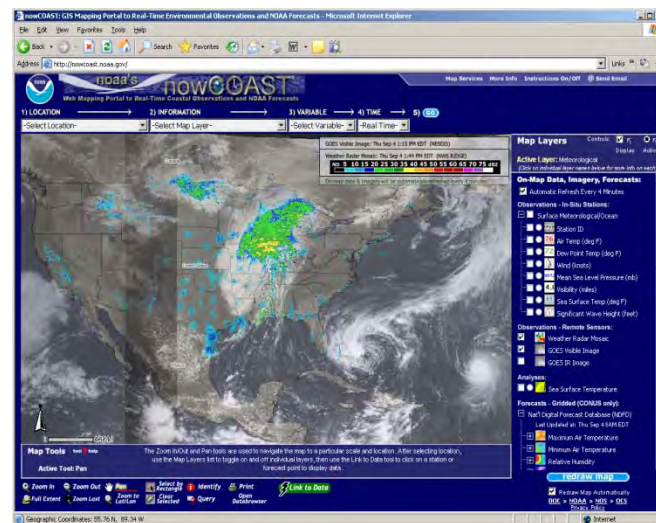 nowCOAST: GIS Mapping Portal to Real-Time Environmental Observations and NOAA Forecasts - Microsoft Internet Explorer
File Edit View Favorites Tools Help
Back Search Favorites
Address http://nowcoast.noaa.gov/ Links
noaa's nowCOAST
Web Mapping Portal to Real-Time Coastal Observations and NOAA Forecasts
Map Services More Info Instructions On/Off @ Send Email
1) LOCATION 2) INFORMATION 3) VARIABLE 4) TIME 5) GO
-Select Location- -Select Map Layer- -Select Variable- -Real Time-
GOES Visible Image: Thu Sep 4 1:15 PM EDT (NESDIS)
Weather Radar Mosaic: Thu Sep 4 1:44 PM EDT (NWS RIDGE)
ND 5 10 15 20 25 30 35 40 45 50 55 60 65 70 75 dBZ
Map Layers Controls:
Display
Active Layer: Meteorological
On-Map Data, Imagery, Forecasts:
Automatic Refresh Every 4 Minutes
Observations - In-Situ Stations:
Surface Meteorological/Ocean
Station ID
Air Temp (deg F)
Dew Point Temp (deg F)
Wind (knots)
Mean Sea Level Pressure (mb)
Visibility (miles)
Sea Surface Temp (deg F)
Significant Wave Height (feet)
Observations - Remote Sensors:
Weather Radar Mosaic
GOES Visible Image
GOES IR Image
Analyses:
Sea Surface Temperature
Forecasts - Gridded (CONUS only):
Nat'l Digital Forecast Database (NDFD)
Last Updated at: Thu Sep 4 9AM EDT
Maximum Air Temperature
Minimum Air Temperature
Relative Humidity
redraw map
Redraw Map Automatically
DOC > NOAA > NOS > OCS
Privacy Policy
Map Tools
Active Tool: Pan
The Zoom In/Out and Pan tools are used to navigate the map to a particular scale and location. After selecting location,
use the Map Layers list to toggle on and off individual layers, then use the Link to Data tool to click on a station or
forecast point to display data.
Zoom In Zoom Out Pan Select by Rectangle Identify Print Link to Data
Full Extent Zoom Last Zoom to Lat/Lon Clear Selected Query Open Databrowser
Geographic Coordinates: 55.76 N, 89.34 W Internet